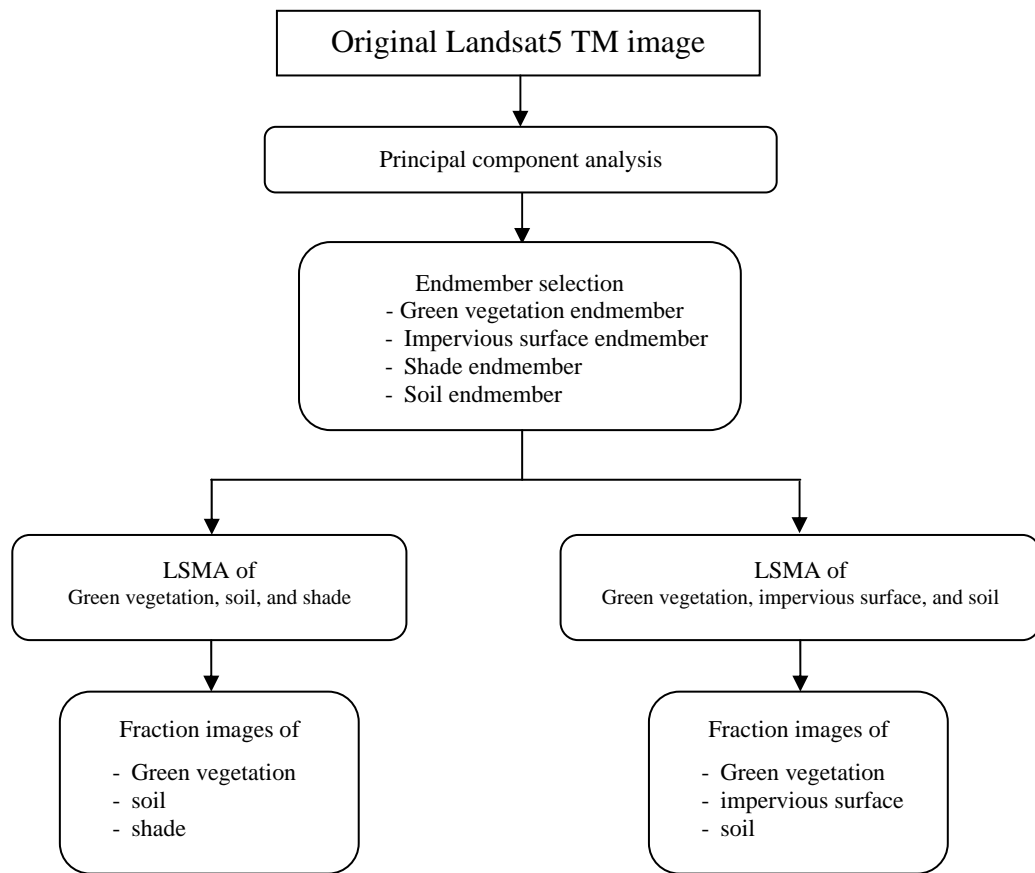 Original Landsat5 TM image
Principal component analysis
Endmember selection
- Green vegetation endmember
- Impervious surface endmember
- Shade endmember
- Soil endmember
LSMA of
Green vegetation, soil, and shade
LSMA of
Green vegetation, impervious surface, and soil
Fraction images of
- Green vegetation
- soil
- shade
Fraction images of
- Green vegetation
- impervious surface
- soil